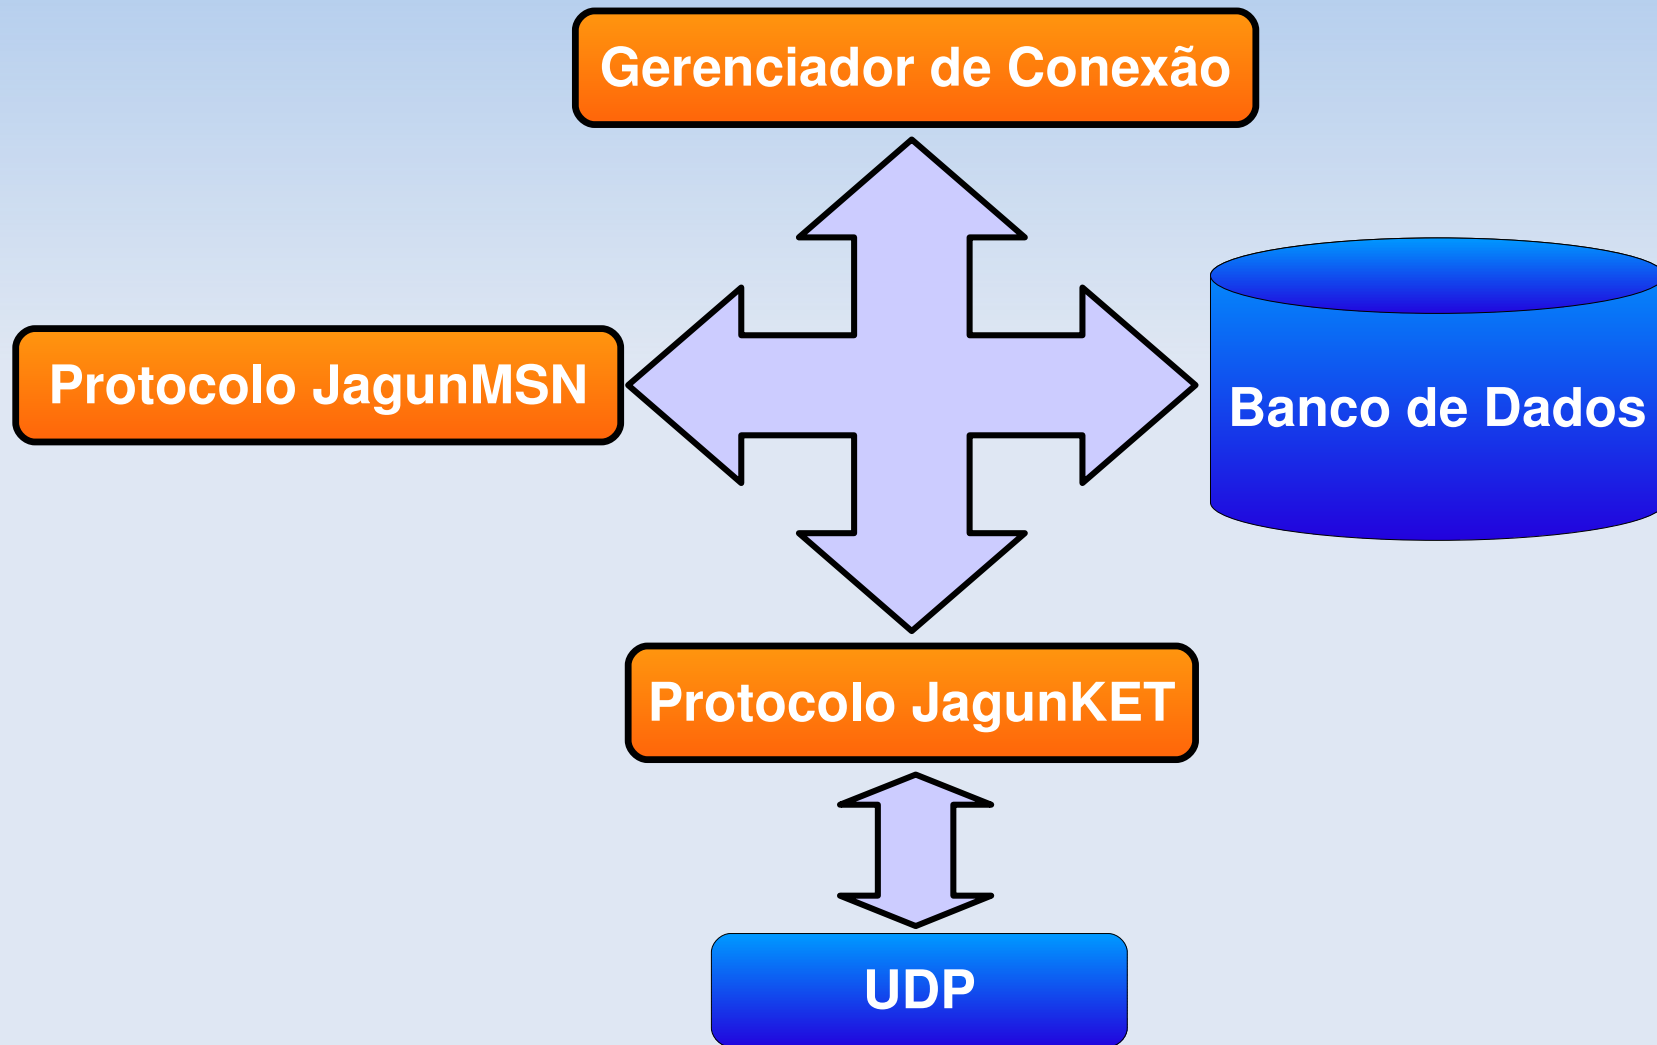 Gerenciador de Conexão
Protocolo JagunMSN
Banco de Dados
Protocolo JagunKET
UDP